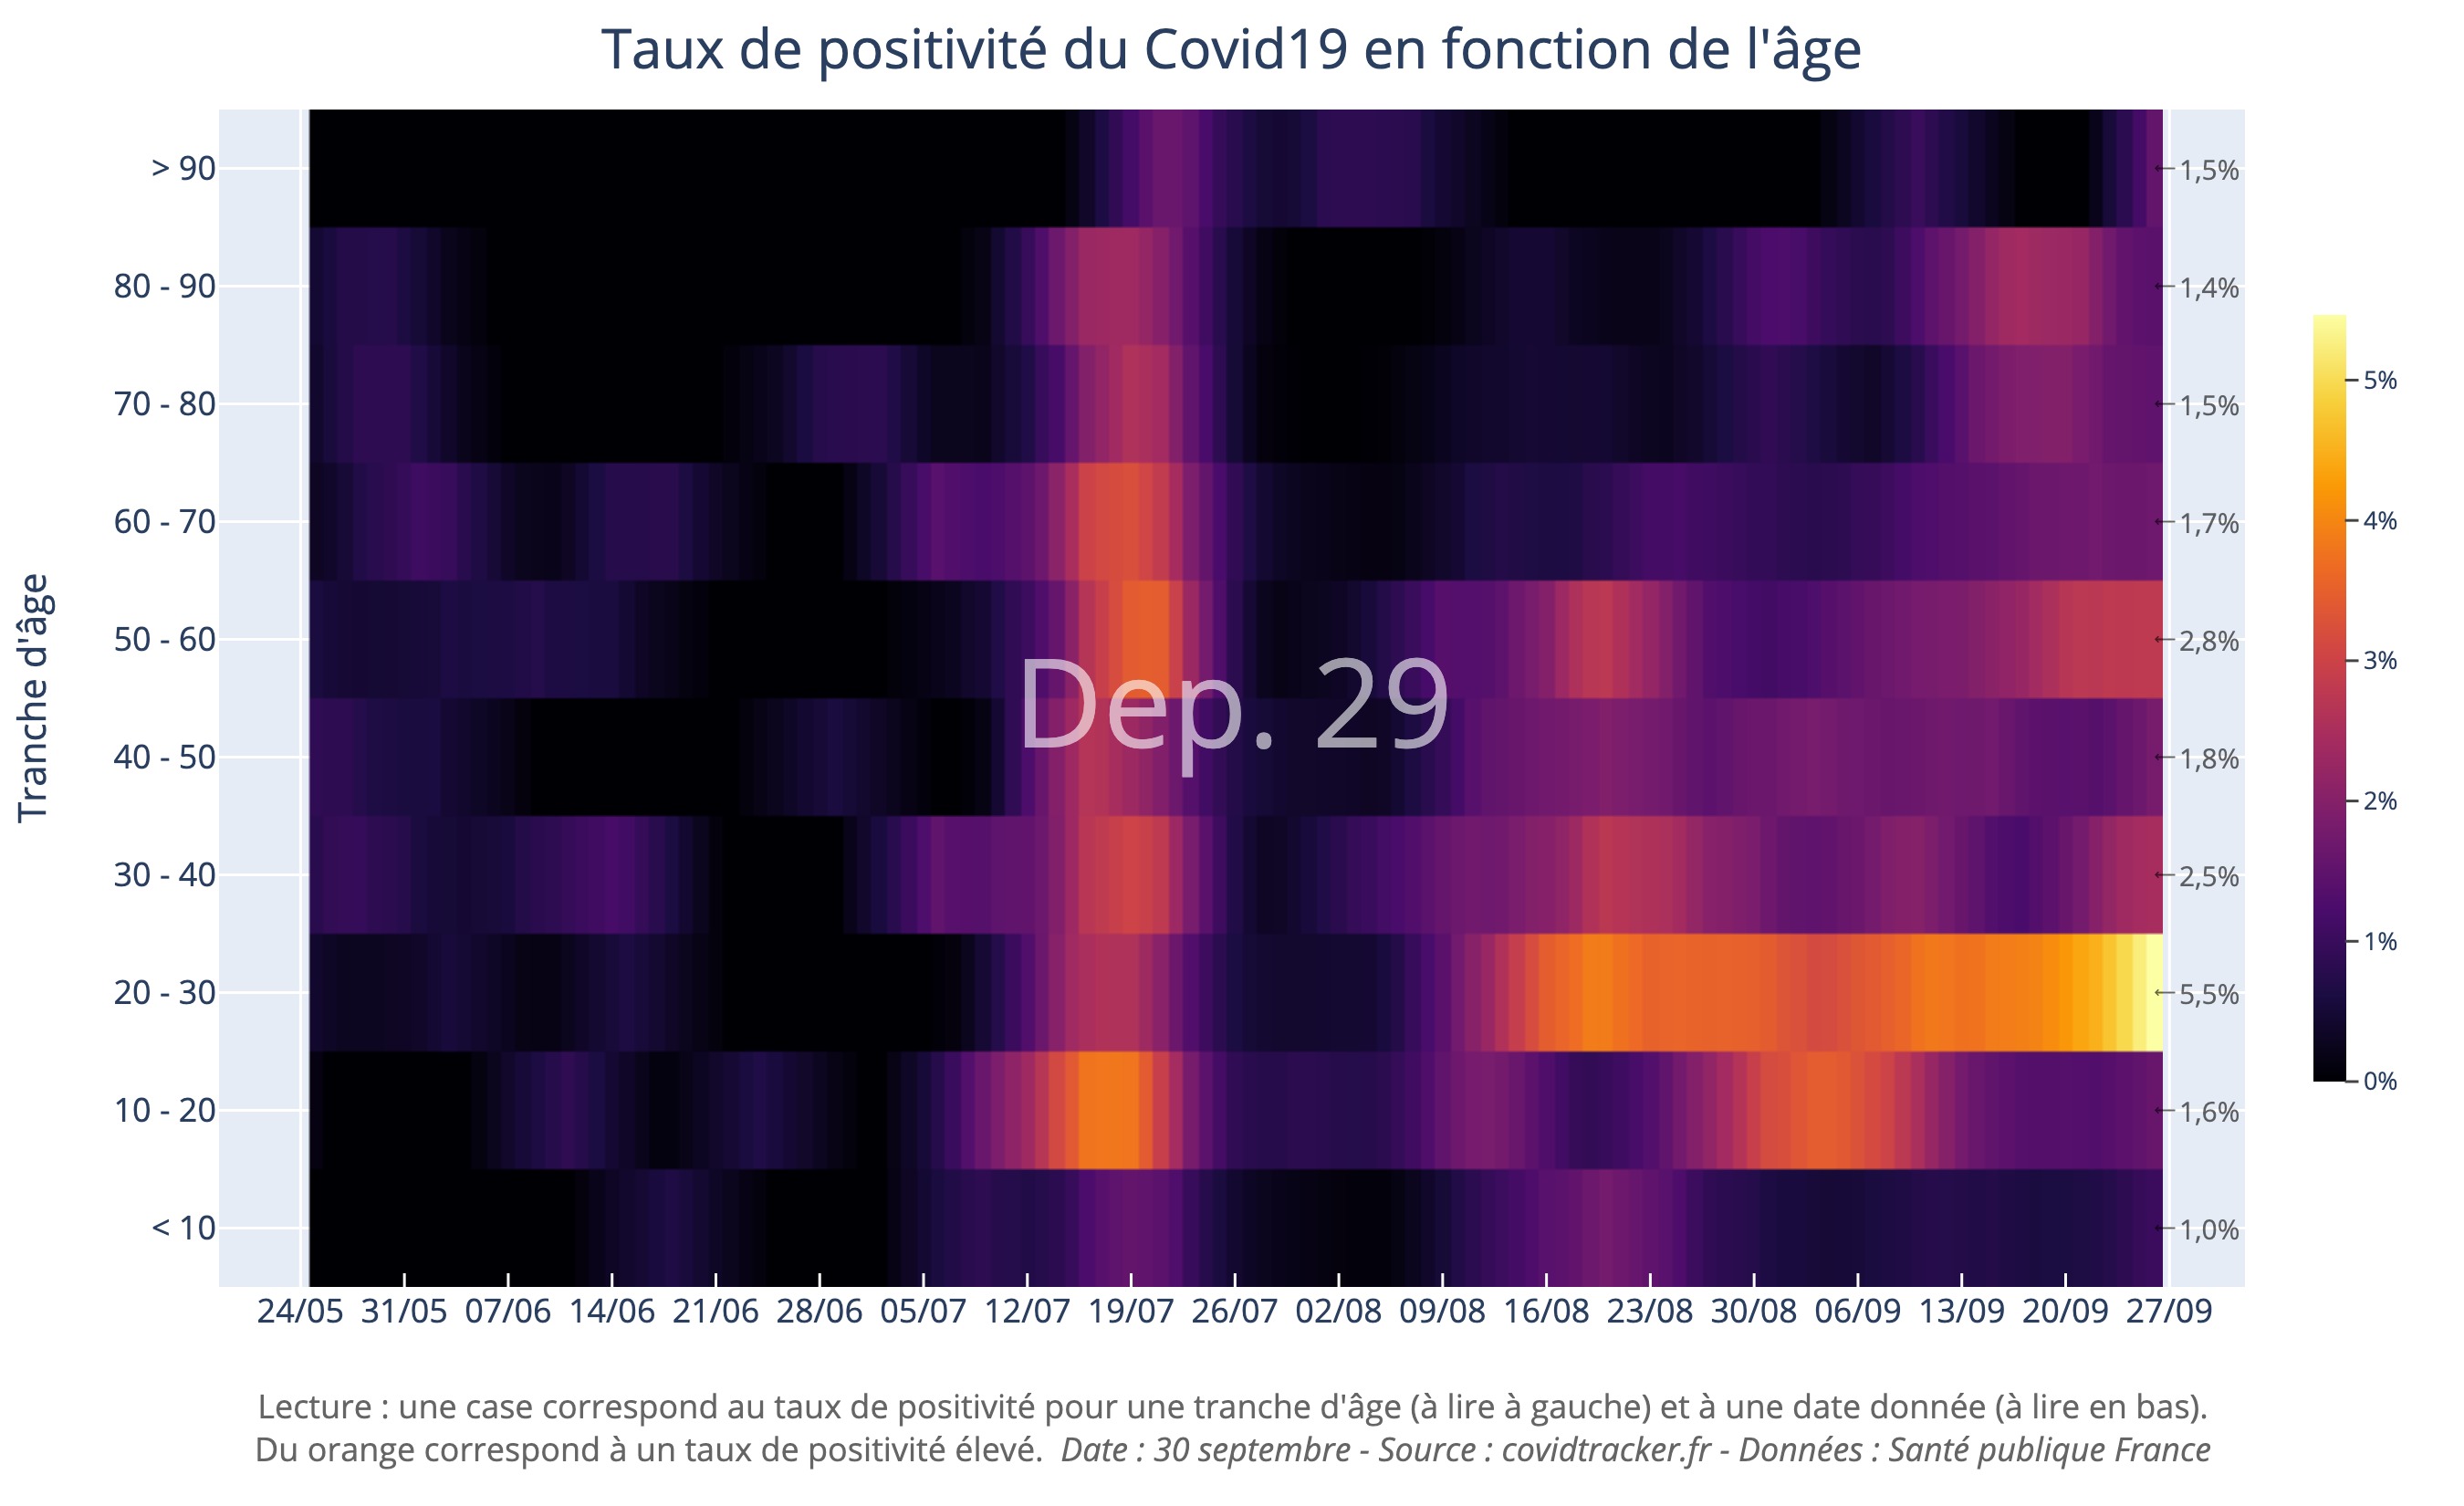 Taux de positivité du Covid19 en fonction de l'âge
Tranche d'âge
> 90
80 - 90
70 - 80
60 - 70
50 - 60
40 - 50
30 - 40
20 - 30
10 - 20
< 10
Dep. 29
1,5%
1,4%
1,5%
1,7%
2,8%
1,8%
2,5%
5,5%
1,6%
1,0%
5%
4%
3%
2%
1%
0%
24/05 31/05 07/06 14/06 21/06 28/06 05/07 12/07 19/07 26/07 02/08 09/08 16/08 23/08 30/08 06/09 13/09 20/09 27/09
Lecture : une case correspond au taux de positivité pour une tranche d'âge (à lire à gauche) et à une date donnée (à lire en bas).
Du orange correspond à un taux de positivité élevé. Date : 30 septembre - Source : covidtracker.fr - Données : Santé publique France